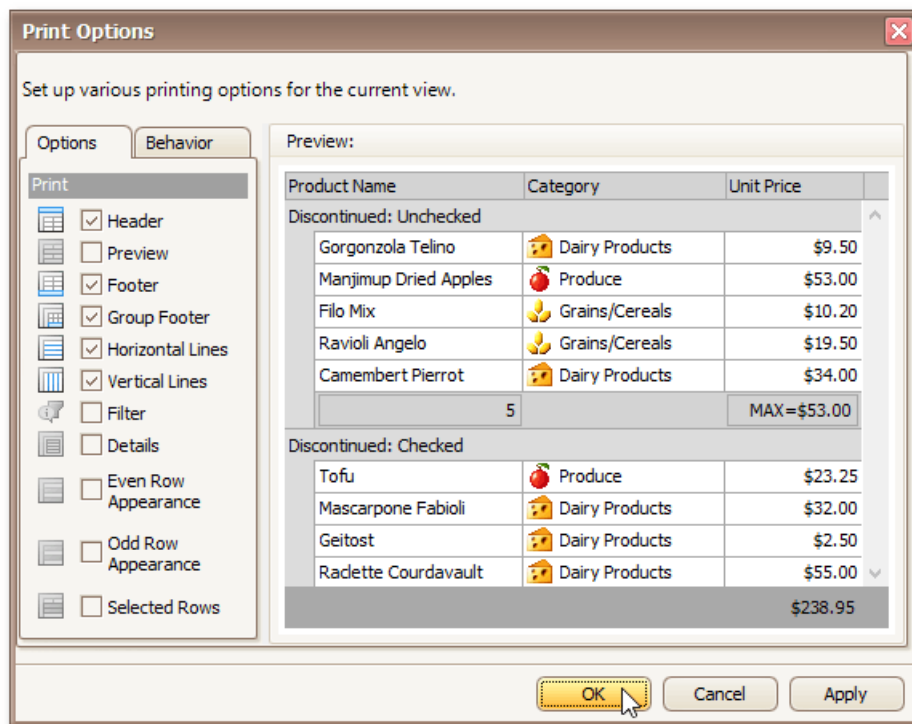 Print Options
Set up various printing options for the current view.
Options Behavior
Print
Header
Preview
Footer
Group Footer
Horizontal Lines
Vertical Lines
Filter
Details
Even Row
Appearance
Odd Row
Appearance
Selected Rows
Preview:
Product Name Category Unit Price
Discontinued: Unchecked
Gorgonzola Telino Dairy Products $9.50
Manjimup Dried Apples Produce $53.00
Filo Mix Grains/Cereals $10.20
Ravioli Angelo Grains/Cereals $19.50
Camembert Pierrot Dairy Products $34.00
5 MAX=$53.00
Discontinued: Checked
Tofu Produce $23.25
Mascarpone Fabioli Dairy Products $32.00
Geitost Dairy Products $2.50
Raclette Courdavault Dairy Products $55.00
$238.95
OK Cancel Apply